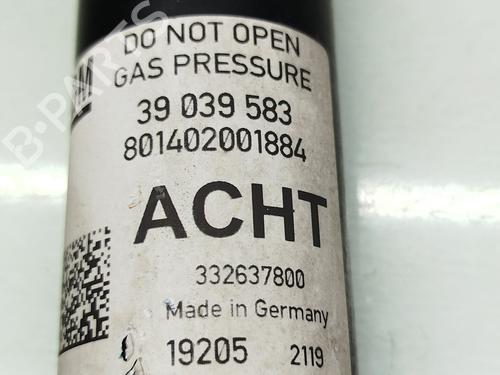 DO NOT OPEN
GAS PRESSURE
39 039 583
801402001884
ACHT
332637800
Made in Germany
19205 2119
B-PARTS